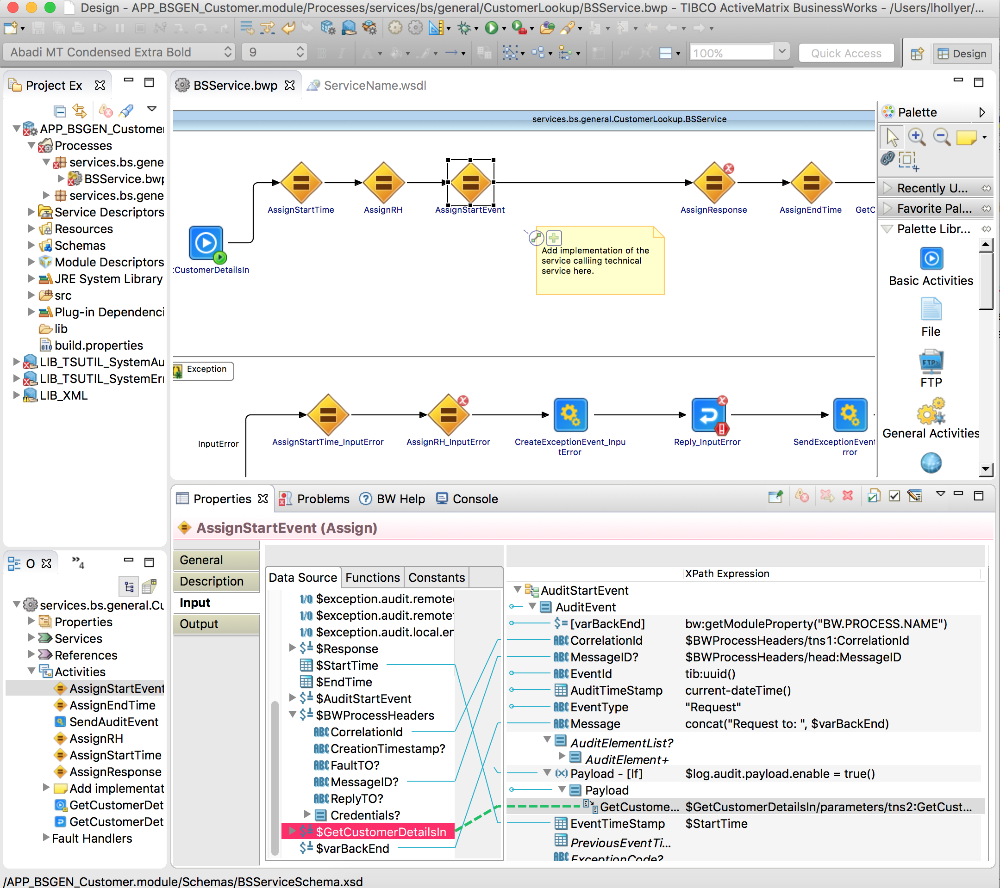 Design - APP_BSGEN_Customer.module/Processes/services/bs/general/CustomerLookup/BSService.bwp - TIBCO ActiveMatrix BusinessWorks - /Users/lhollyer/...
Abadi MT Condensed Extra Bold
9
100%
Quick Access
Design
Project Ex
APP_BSGEN_Customer
Processes
services.bs.gene
BSService.bwp
services.bs.gene
Service Descriptors
Resources
Schemas
Module Descriptors
JRE System Library
src
Plug-in Dependenci
lib
build.properties
LIB_TSUTIL_SystemAu
LIB_TSUTIL_SystemErr
LIB_XML
BSService.bwp
ServiceName.wsdl
services.bs.general.CustomerLookup.BSService
AssignStartTime
AssignRH
AssignStartEvent
AssignResponse
AssignEndTime
GetC
:CustomerDetailsIn
Add implementation of the
service calliing technical
service here.
Exception
InputError
AssignStartTime_InputError
AssignRH_InputError
CreateExceptionEvent_Inpu
tError
Reply_InputError
SendExceptionEvent
rror
Palette
Recently U...
Favorite Pal...
Palette Libr...
Basic Activities
File
FTP
FTP
General Activities
O
»4
services.bs.general.Cu
Properties
Services
References
Activities
AssignStartEvent
AssignEndTime
SendAuditEvent
AssignRH
AssignStartTime
AssignResponse
Add implementat
GetCustomerDet
GetCustomerDet
Fault Handlers
Properties
Problems
BW Help
Console
AssignStartEvent (Assign)
General
Description
Input
Output
Data Source
Functions
Constants
$exception.audit.remote
$exception.audit.remote
$exception.audit.local.en
$Response
$StartTime
$EndTime
$AuditStartEvent
$BWProcessHeaders
CorrelationId
CreationTimestamp?
FaultTO?
MessageID?
ReplyTO?
Credentials?
$GetCustomerDetailsIn
$varBackEnd
XPath Expression
AuditStartEvent
AuditEvent
[varBackEnd] bw:getModuleProperty("BW.PROCESS.NAME")
CorrelationId $BWProcessHeaders/tns1:CorrelationId
MessageID? $BWProcessHeaders/head:MessageID
EventId tib:uuid()
AuditTimeStamp current-dateTime()
EventType "Request"
Message concat("Request to: ", $varBackEnd)
AuditElementList?
AuditElement+
Payload - [If] $log.audit.payload.enable = true()
Payload
GetCustome... $GetCustomerDetailsIn/parameters/tns2:GetCust...
EventTimeStamp $StartTime
PreviousEventTi...
ExceptionCode?
/APP_BSGEN_Customer.module/Schemas/BSServiceSchema.xsd